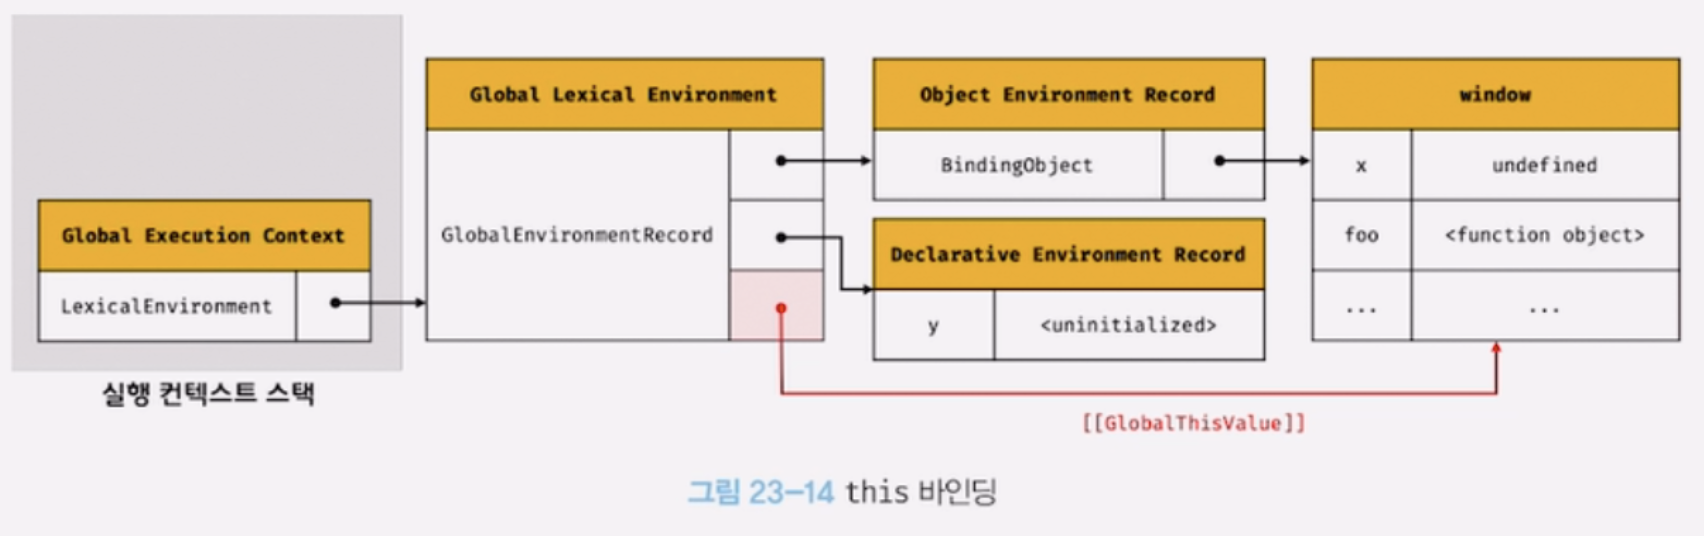 Global Execution Context
LexicalEnvironment
실행 컨텍스트 스택
Global Lexical Environment
GlobalEnvironmentRecord
Object Environment Record
BindingObject
Declarative Environment Record
y <uninitialized>
window
x undefined
foo <function object>
... ...
[[GlobalThisValue]]
그림 23-14 this 바인딩